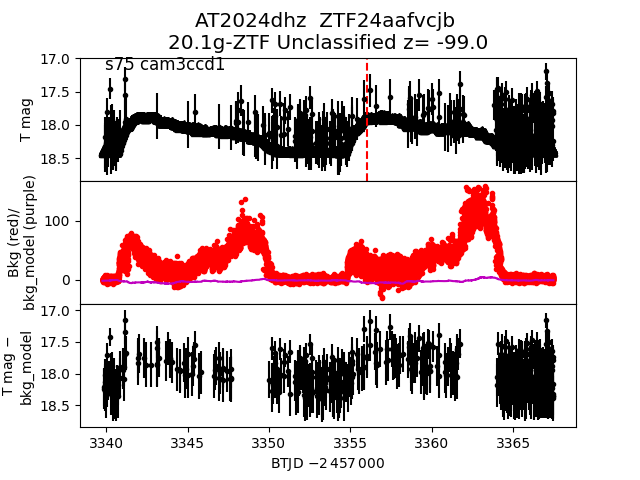 AT2024dhz  ZTF24aafvcjb
20.1g-ZTF Unclassified z= -99.0
s75 cam3ccd1
17.0
17.5
18.0
18.5
T mag
100
0
Bkg (red)/
bkg_model (purple)
17.0
17.5
18.0
18.5
T mag −
bkg_model
3340 3345 3350 3355 3360 3365
BTJD −2 457 000